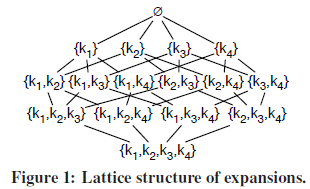 ∅
{k₁} {k₂} {k₃} {k₄}
{k₁,k₂} {k₁,k₃} {k₁,k₄} {k₂,k₃} {k₂,k₄} {k₃,k₄}
{k₁,k₂,k₃} {k₁,k₂,k₄} {k₁,k₃,k₄} {k₂,k₃,k₄}
{k₁,k₂,k₃,k₄}
Figure 1: Lattice structure of expansions.